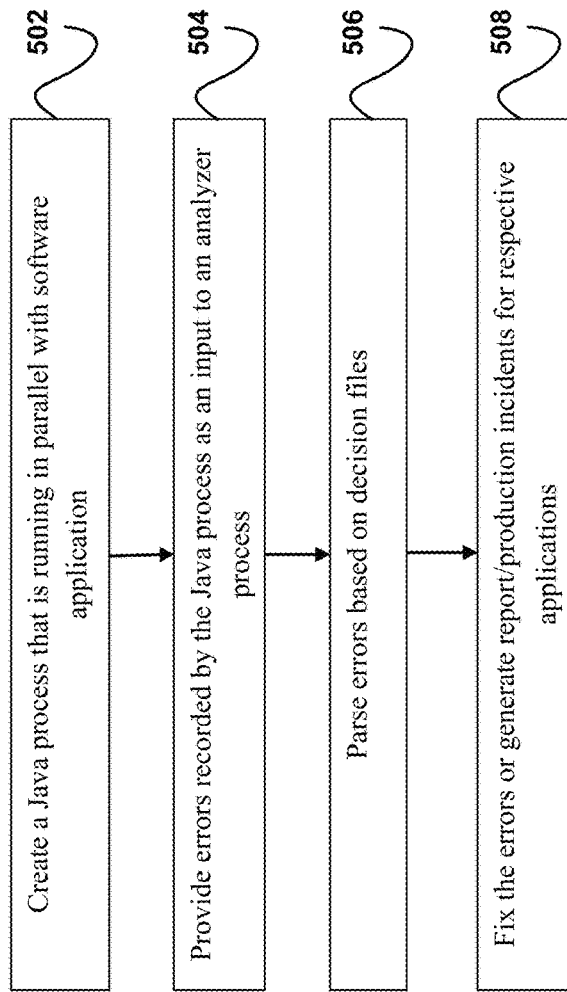 502
Create a Java process that is running in parallel with software
application
504
Provide errors recorded by the Java process as an input to an analyzer
process
506
Parse errors based on decision files
508
Fix the errors or generate report/production incidents for respective
applications